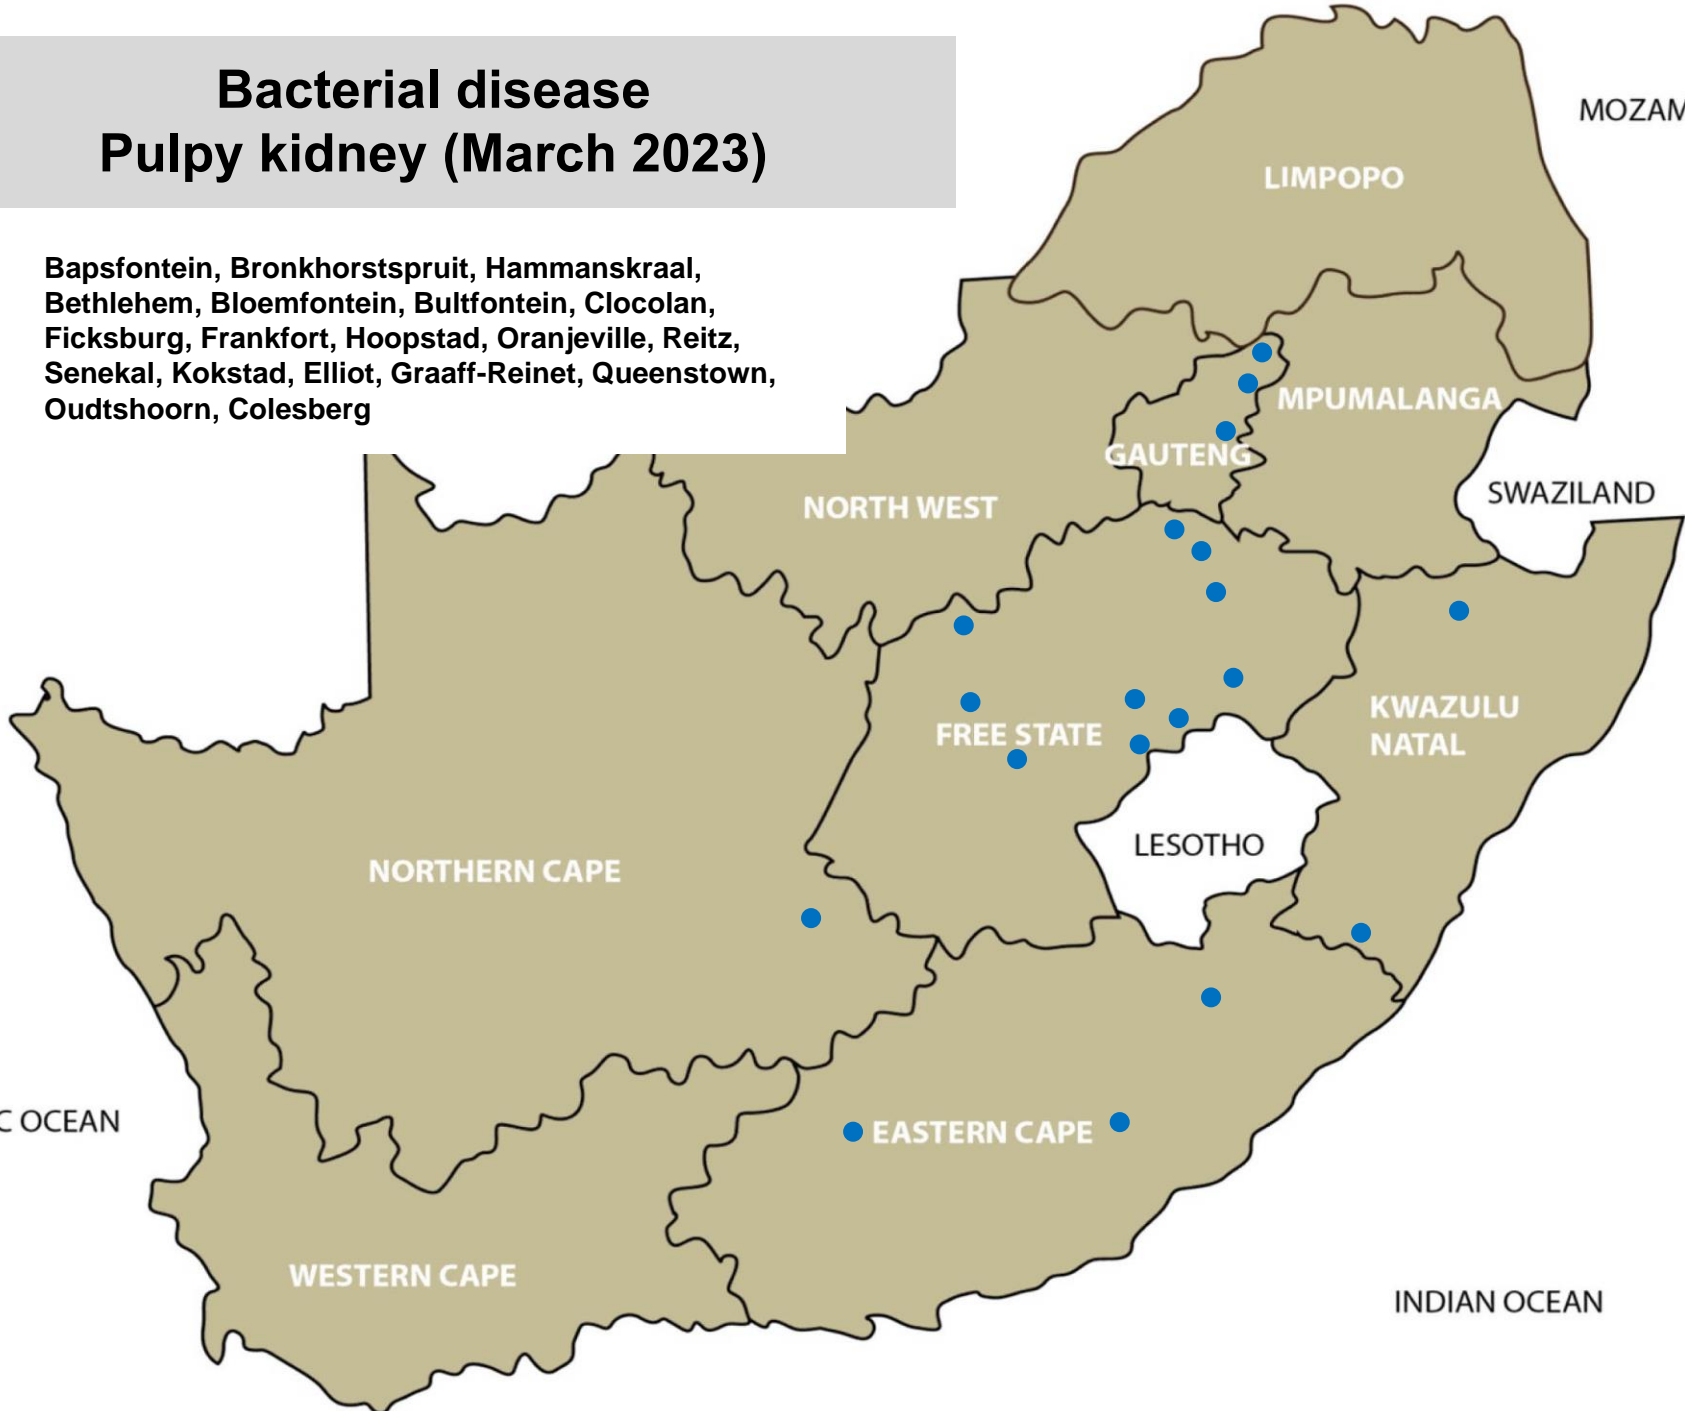 Bacterial disease
Pulpy kidney (March 2023)
Bapsfontein, Bronkhorstspruit, Hammanskraal,
Bethlehem, Bloemfontein, Bultfontein, Clocolan,
Ficksburg, Frankfort, Hoopstad, Oranjeville, Reitz,
Senekal, Kokstad, Elliot, Graaff-Reinet, Queenstown,
Oudtshoorn, Colesberg
MOZAM
LIMPOPO
MPUMALANGA
GAUTENG
SWAZILAND
NORTH WEST
KWAZULU
NATAL
FREE STATE
LESOTHO
NORTHERN CAPE
C OCEAN
EASTERN CAPE
WESTERN CAPE
INDIAN OCEAN